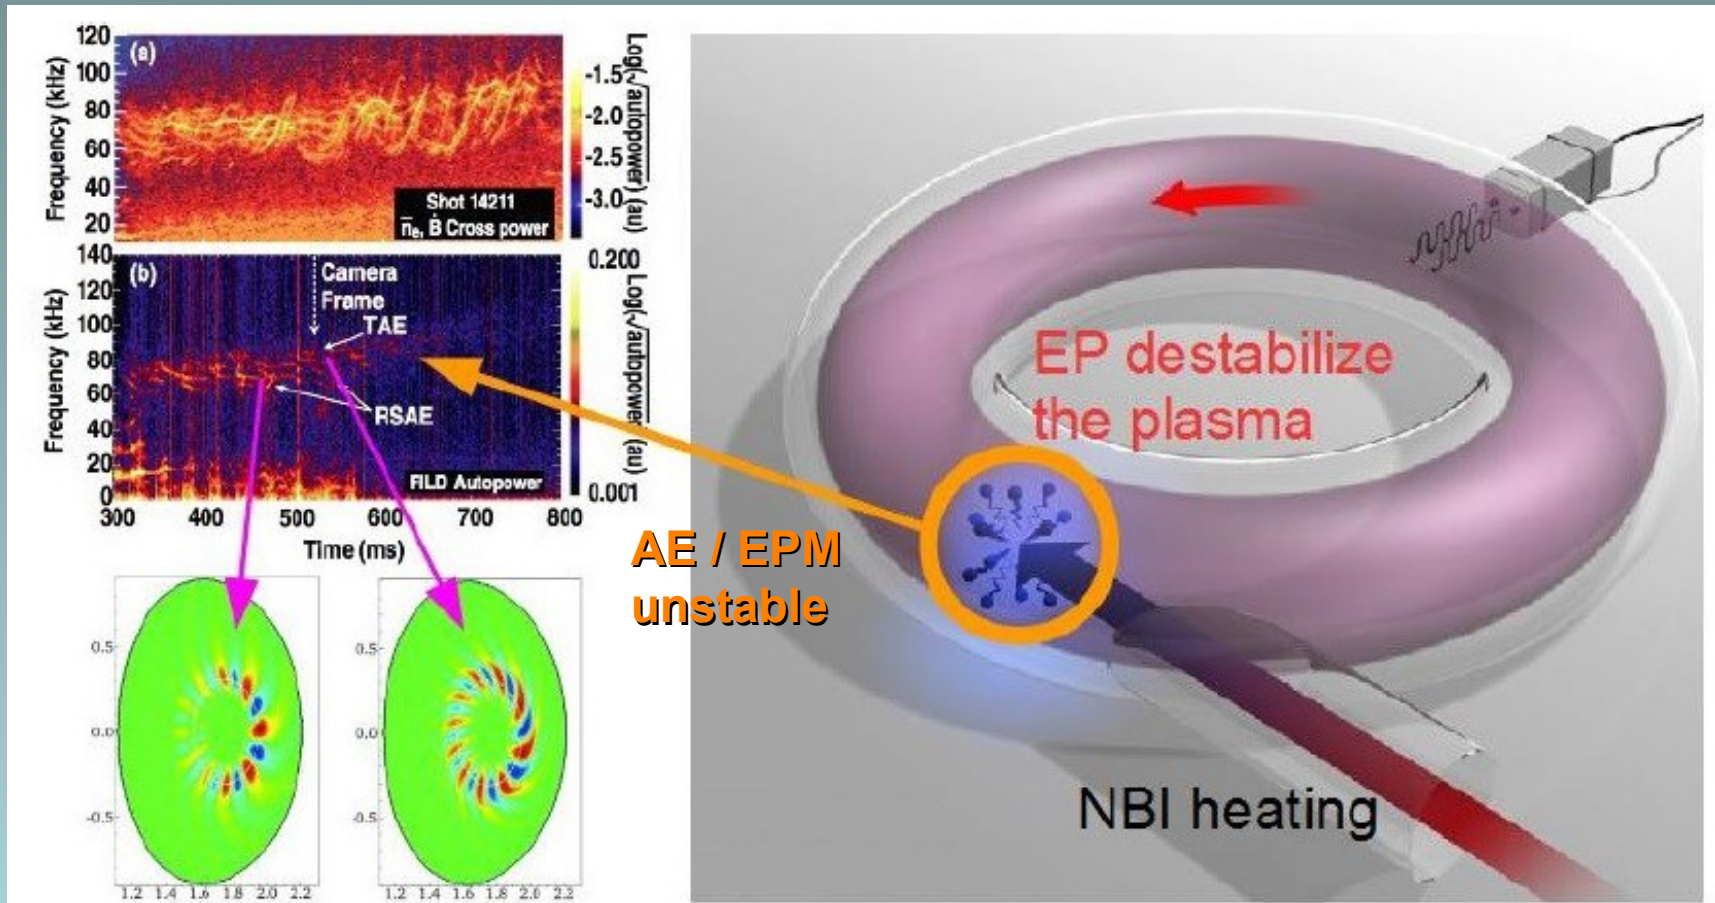 120
100
80
60
40
20
Frequency (kHz)
(a)
Shot 14211
n̅e, Ḃ Cross power
-1.5
-2.0
-2.5
-3.0
Log(√autopower) (au)
140
120
100
80
60
40
20
0
Frequency (kHz)
(b)
Camera
Frame
TAE
RSAE
FILD Autopower
0.200
0.001
Log(√autopower) (au)
300 400 500 600 700 800
Time (ms)
AE / EPM
unstable
0.5
0.0
-0.5
1.2 1.4 1.6 1.8 2.0 2.2
0.5
0.0
-0.5
1.2 1.4 1.6 1.8 2.0 2.2
EP destabilize
the plasma
NBI heating